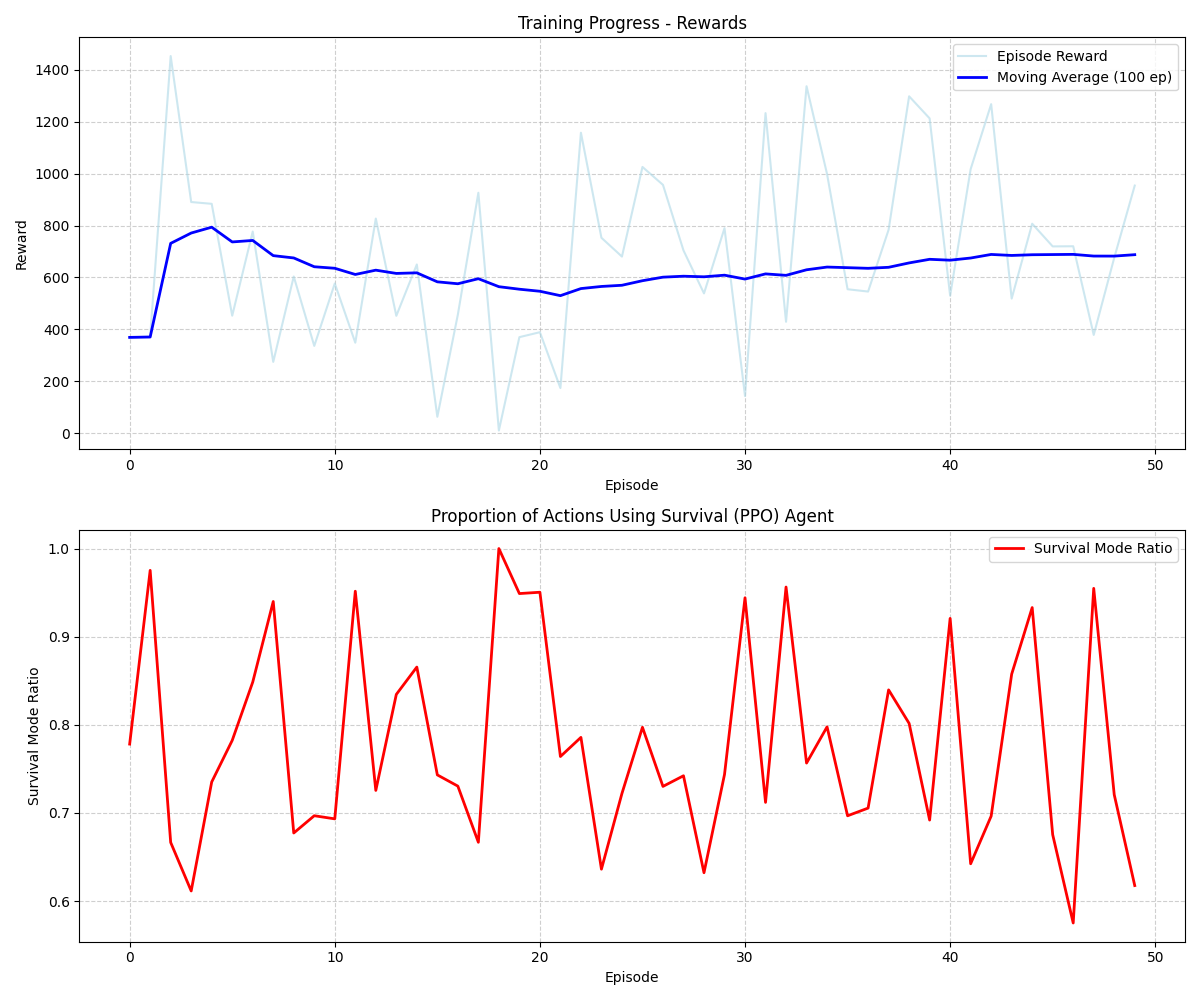 Training Progress - Rewards
Episode Reward
Moving Average (100 ep)
Reward
1400
1200
1000
800
600
400
200
0
0 10 20 30 40 50
Episode
Proportion of Actions Using Survival (PPO) Agent
Survival Mode Ratio
Survival Mode Ratio
1.0
0.9
0.8
0.7
0.6
0 10 20 30 40 50
Episode